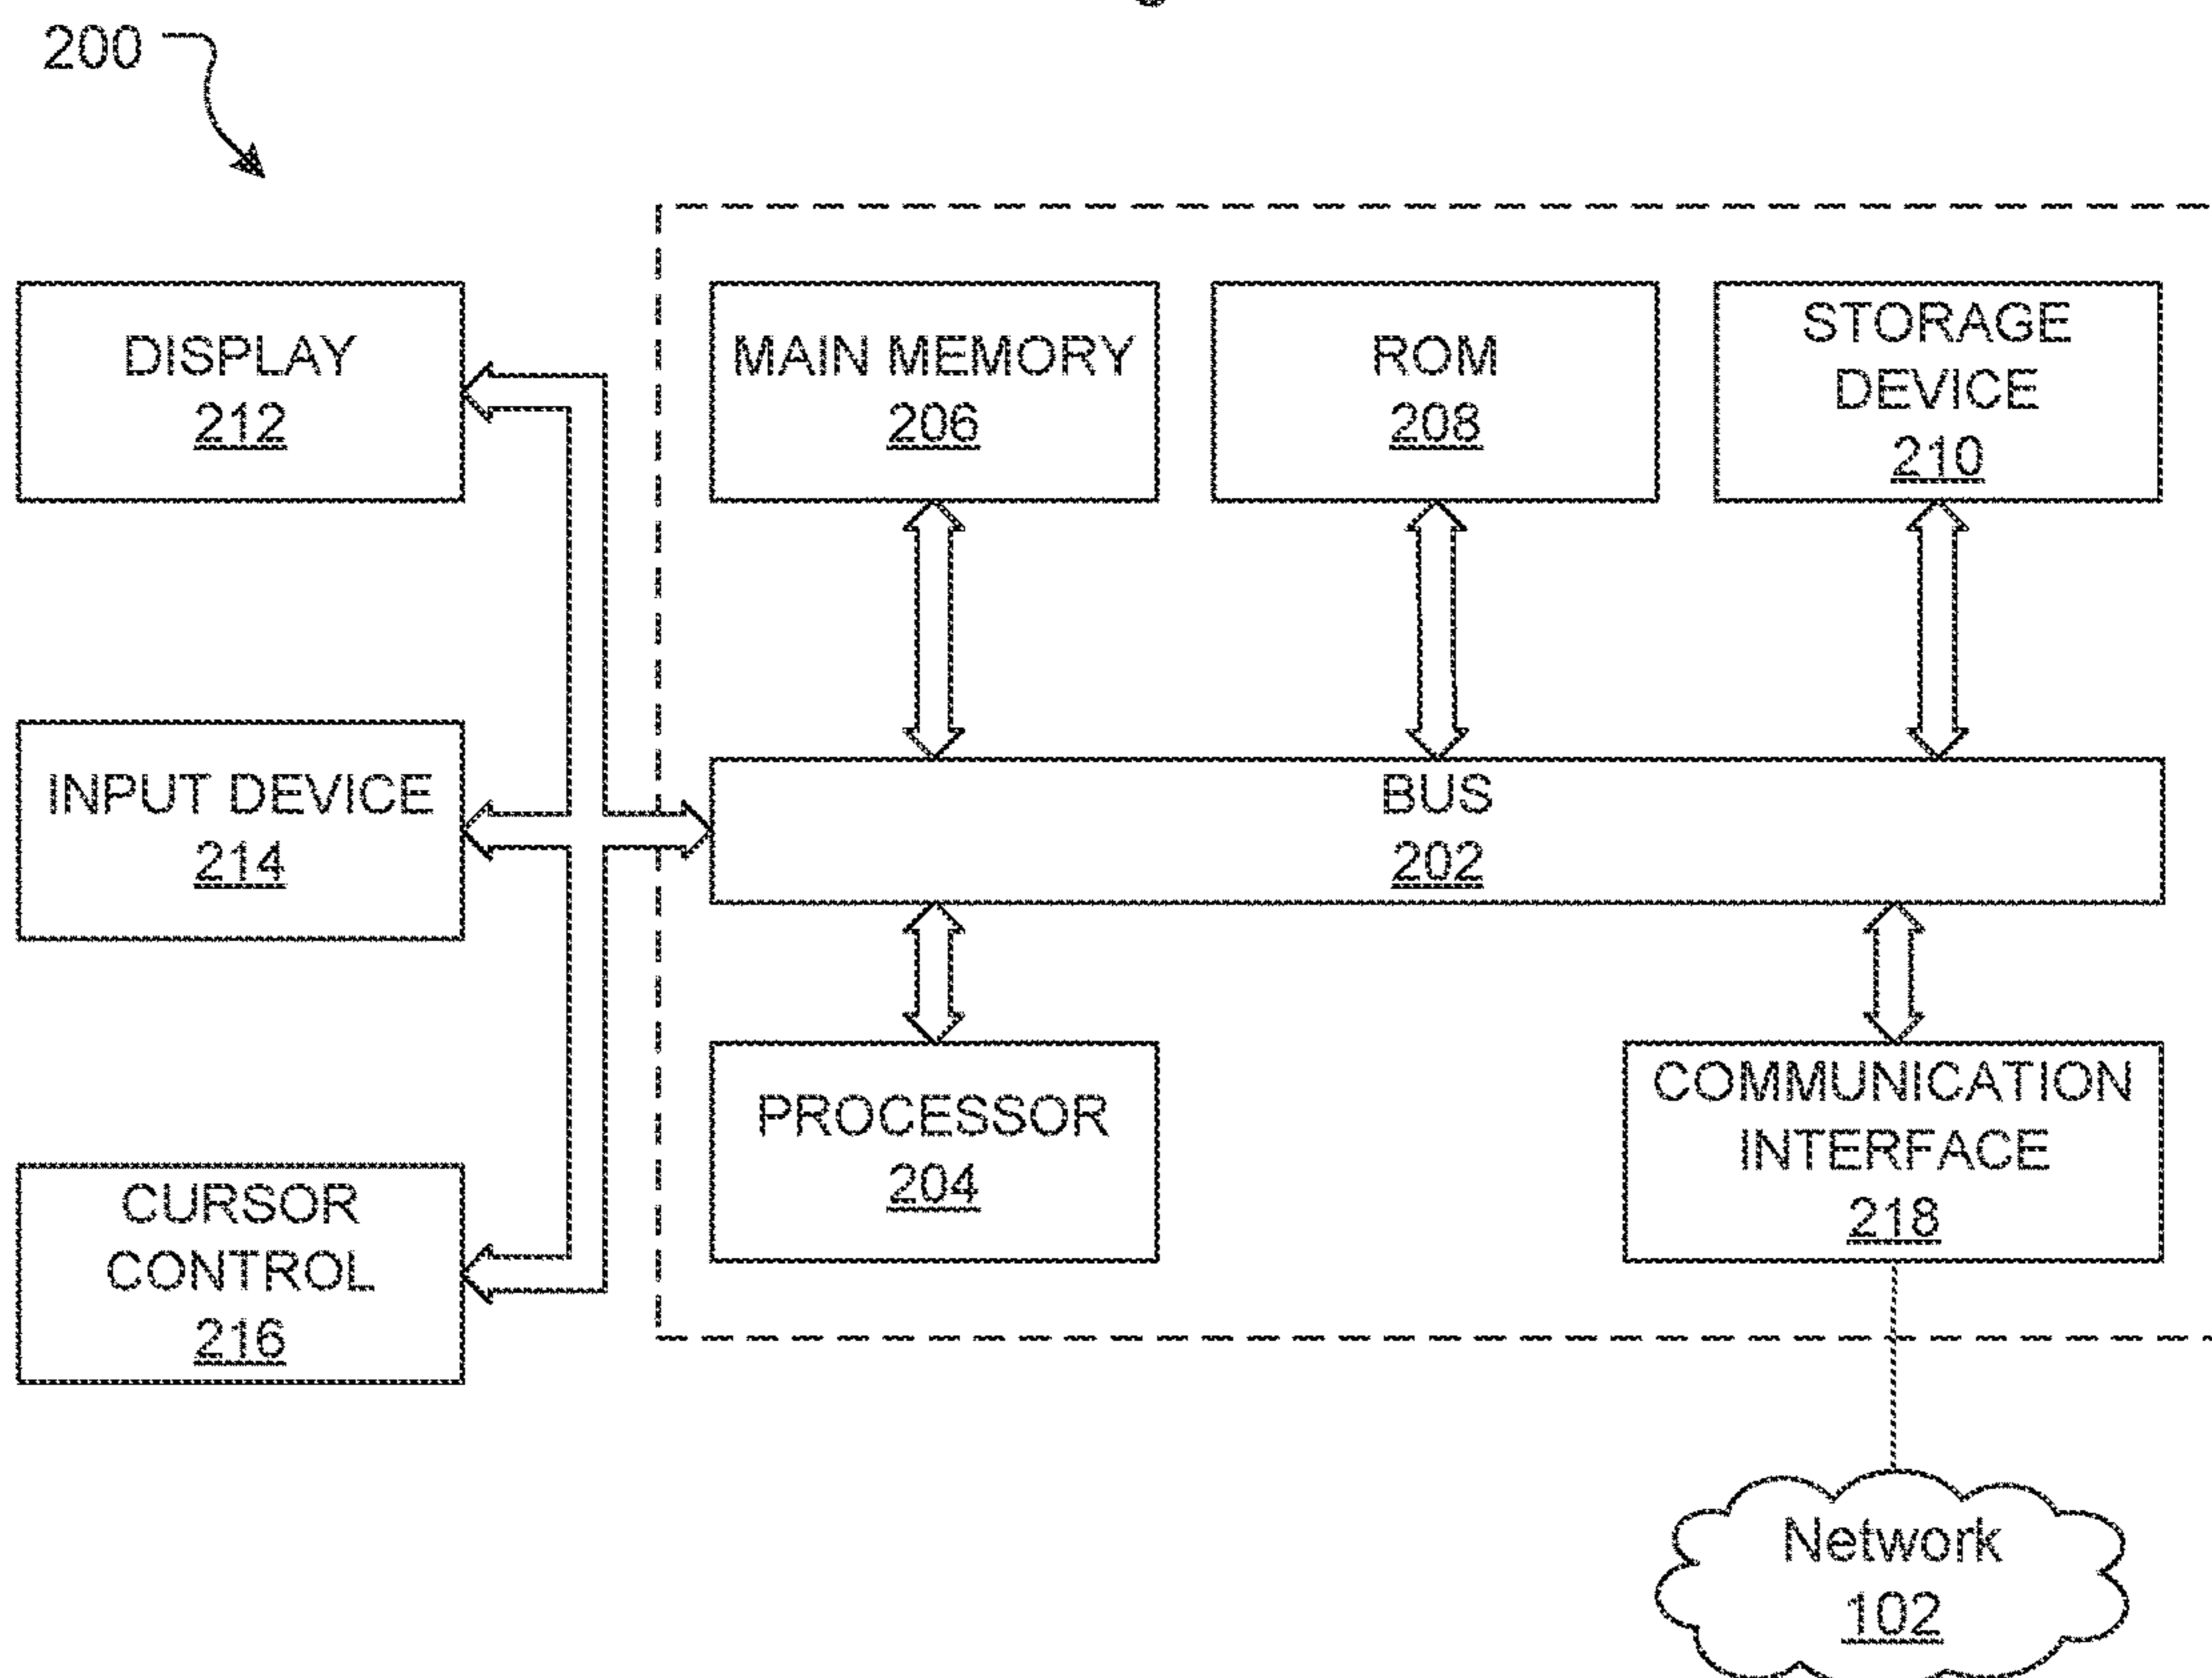 200
DISPLAY
212
MAIN MEMORY
206
ROM
208
STORAGE
DEVICE
210
INPUT DEVICE
214
BUS
202
CURSOR
CONTROL
216
PROCESSOR
204
COMMUNICATION
INTERFACE
218
Network
102